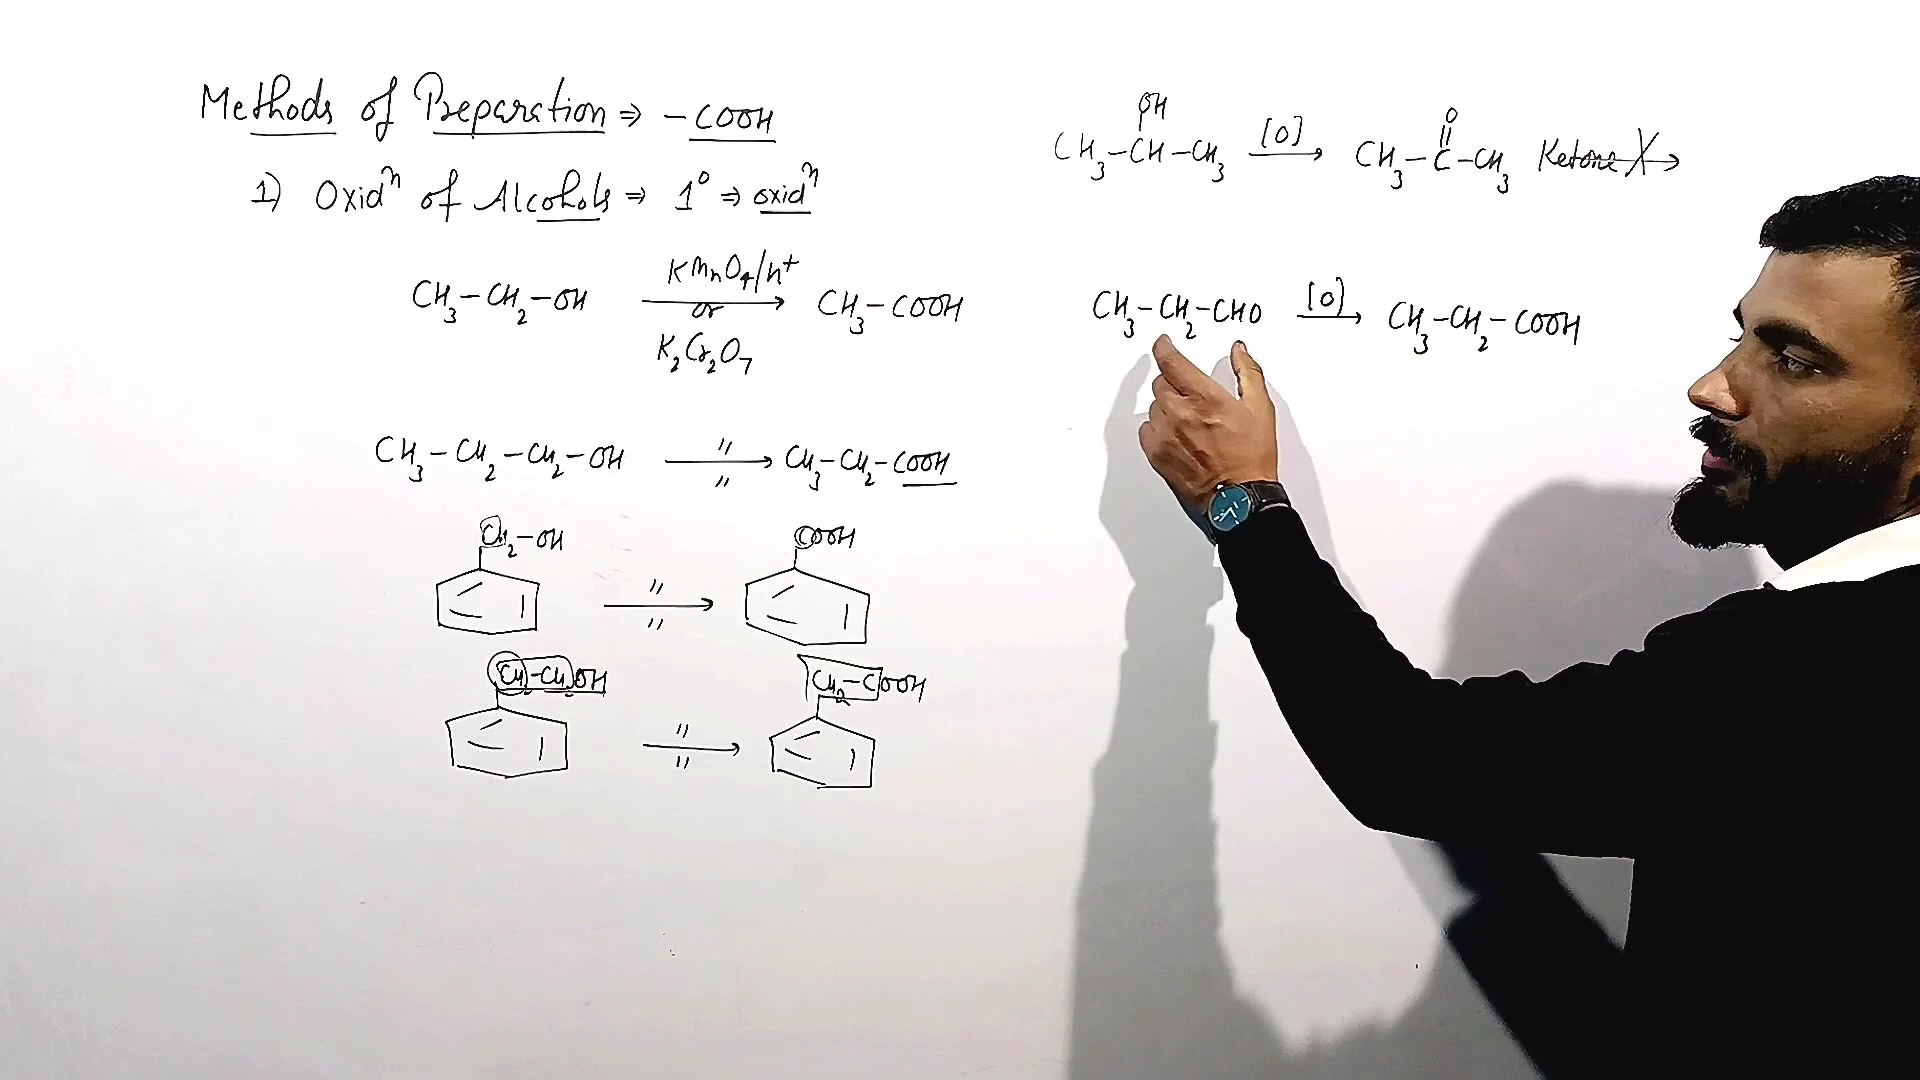 Methods of Preparation ⇒ -COOH
1) Oxidⁿ of Alcohols ⇒ 1° ⇒ oxidⁿ
KMnO₄/H⁺
CH₃-CH₂-OH → CH₃-COOH
or
K₂Cr₂O₇
CH₃-CH₂-CH₂-OH → CH₃-CH₂-COOH
〃
〃
CH₂-OH COOH
〃
→
〃
CH₂-CH₂OH CH₂-COOH
〃
→
〃
OH O
CH₃-CH-CH₃ [O] → CH₃-C-CH₃ Ketone X→
CH₃-CH₂-CHO [O] → CH₃-CH₂-COOH